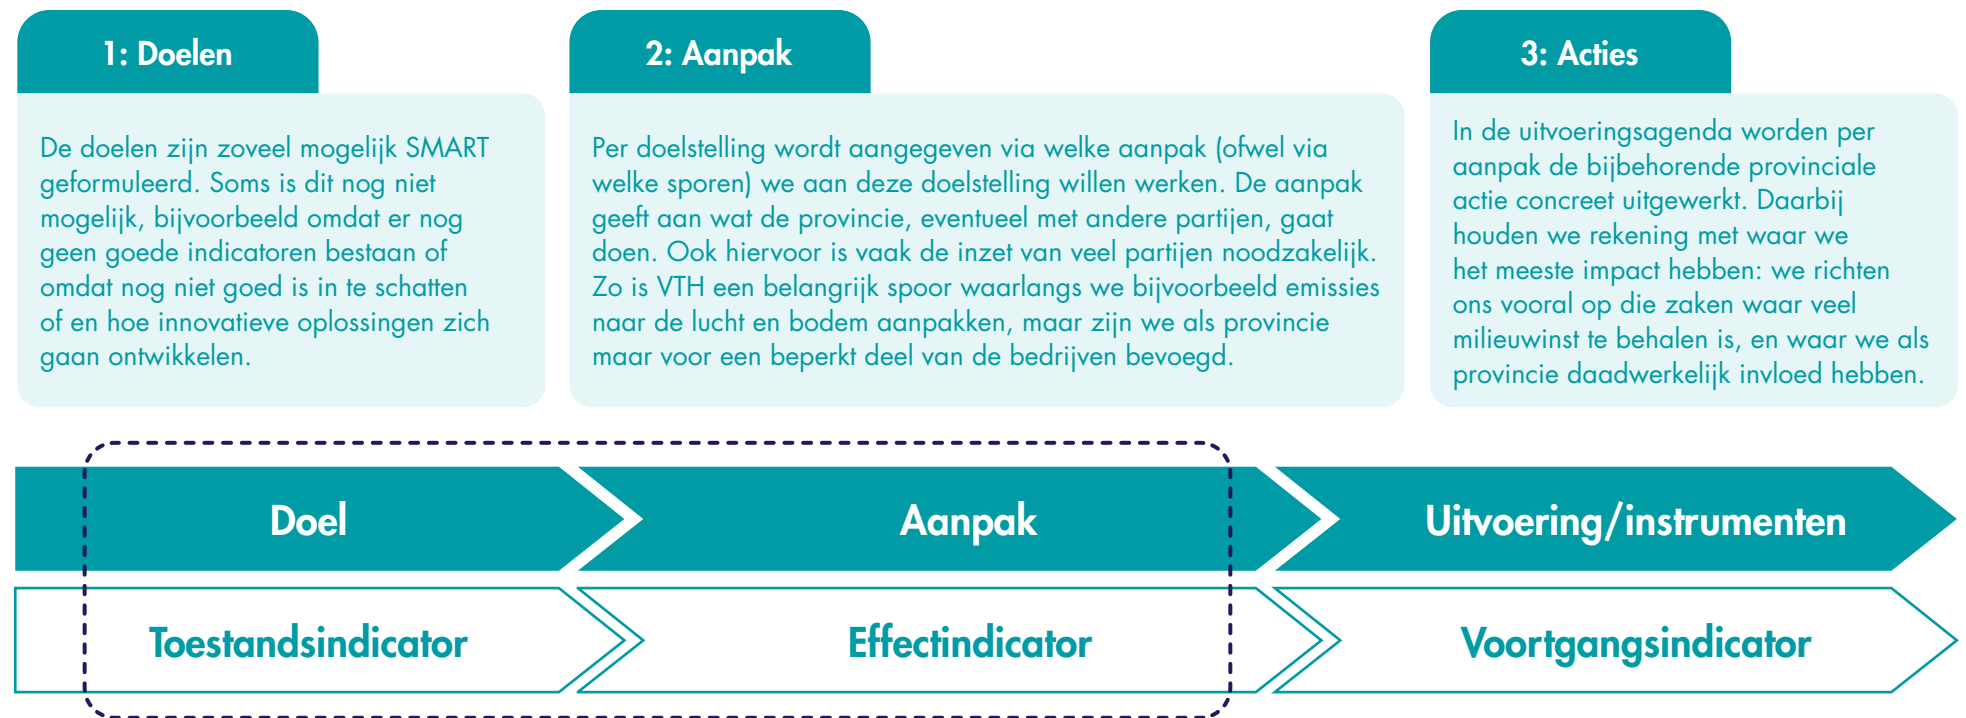 1: Doelen
De doelen zijn zoveel mogelijk SMART
geformuleerd. Soms is dit nog niet
mogelijk, bijvoorbeeld omdat er nog
geen goede indicatoren bestaan of
omdat nog niet goed is in te schatten
of en hoe innovatieve oplossingen zich
gaan ontwikkelen.
2: Aanpak
Per doelstelling wordt aangegeven via welke aanpak (ofwel via
welke sporen) we aan deze doelstelling willen werken. De aanpak
geeft aan wat de provincie, eventueel met andere partijen, gaat
doen. Ook hiervoor is vaak de inzet van veel partijen noodzakelijk.
Zo is VTH een belangrijk spoor waarlangs we bijvoorbeeld emissies
naar de lucht en bodem aanpakken, maar zijn we als provincie
maar voor een beperkt deel van de bedrijven bevoegd.
3: Acties
In de uitvoeringsagenda worden per
aanpak de bijbehorende provinciale
actie concreet uitgewerkt. Daarbij
houden we rekening met waar we
het meeste impact hebben: we richten
ons vooral op die zaken waar veel
milieuwinst te behalen is, en waar we als
provincie daadwerkelijk invloed hebben.
Doel
Aanpak
Uitvoering/instrumenten
Toestandsindicator
Effectindicator
Voortgangsindicator